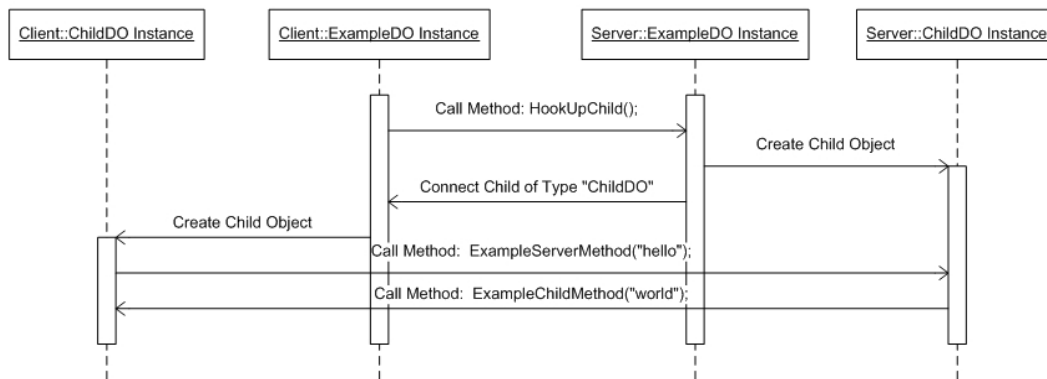 Client::ChildDO Instance
Client::ExampleDO Instance
Server::ExampleDO Instance
Server::ChildDO Instance
Call Method: HookUpChild();
Create Child Object
Connect Child of Type "ChildDO"
Create Child Object
Call Method:  ExampleServerMethod("hello");
Call Method:  ExampleChildMethod("world");